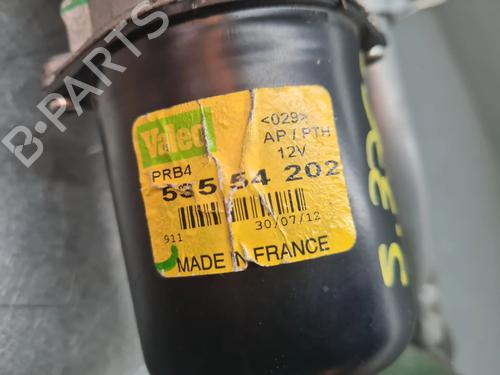 Valeo
<029>
AP / PTH
12V
PRB4
535 54 202
911
30/07/12
MADE IN FRANCE
B-PARTS